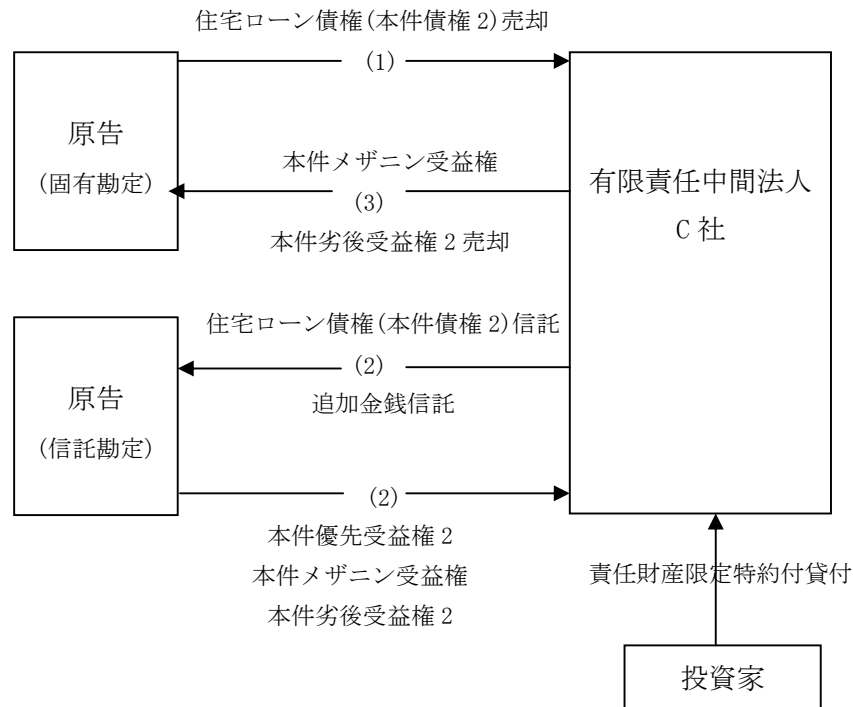 住宅ローン債権(本件債権2)売却
(1)
原告
(固有勘定)
本件メザニン受益権
(3)
本件劣後受益権2売却
有限責任中間法人
C社
住宅ローン債権(本件債権2)信託
(2)
追加金銭信託
原告
(信託勘定)
(2)
本件優先受益権2
本件メザニン受益権
本件劣後受益権2
責任財産限定特約付貸付
投資家